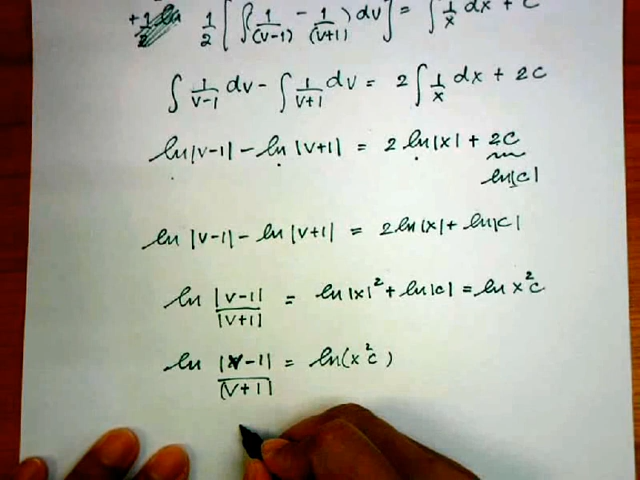 1/2 [ ∫( 1/(v-1) - 1/(v+1) ) dv ] = ∫ 1/x dx + C
∫ 1/(v-1) dv - ∫ 1/(v+1) dv = 2 ∫ 1/x dx + 2C
ln|v-1| - ln |v+1| = 2 ln|x| + 2C
ln|c|
ln |v-1| - ln |v+1| = 2 ln|x| + ln|c|
ln |v-1|/|v+1| = ln|x|² + ln|c| = ln x²c
ln |v-1|/|v+1| = ln(x²c)